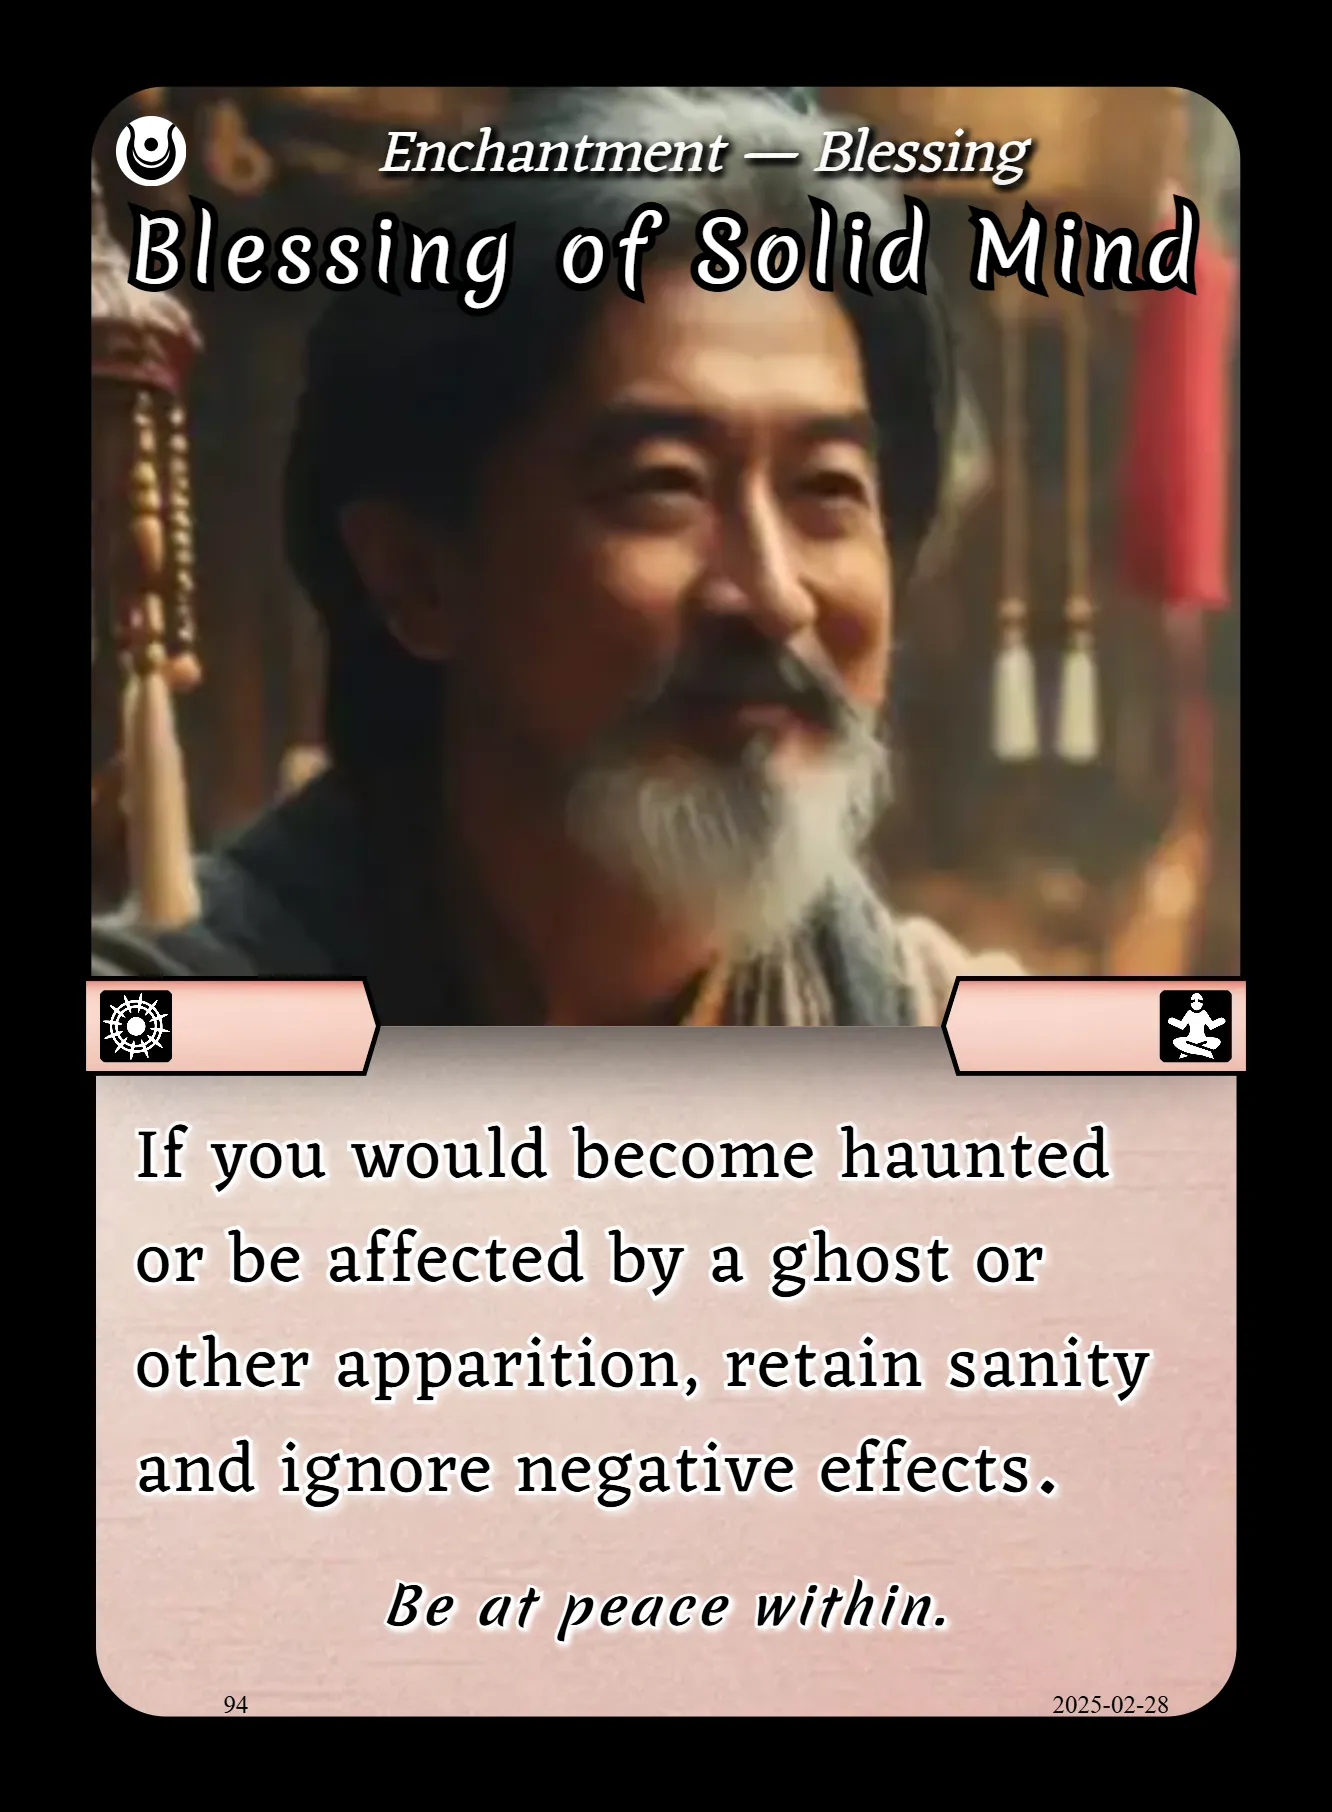 Enchantment — Blessing
Blessing of Solid Mind
If you would become haunted
or be affected by a ghost or
other apparition, retain sanity
and ignore negative effects.
Be at peace within.
94
2025-02-28